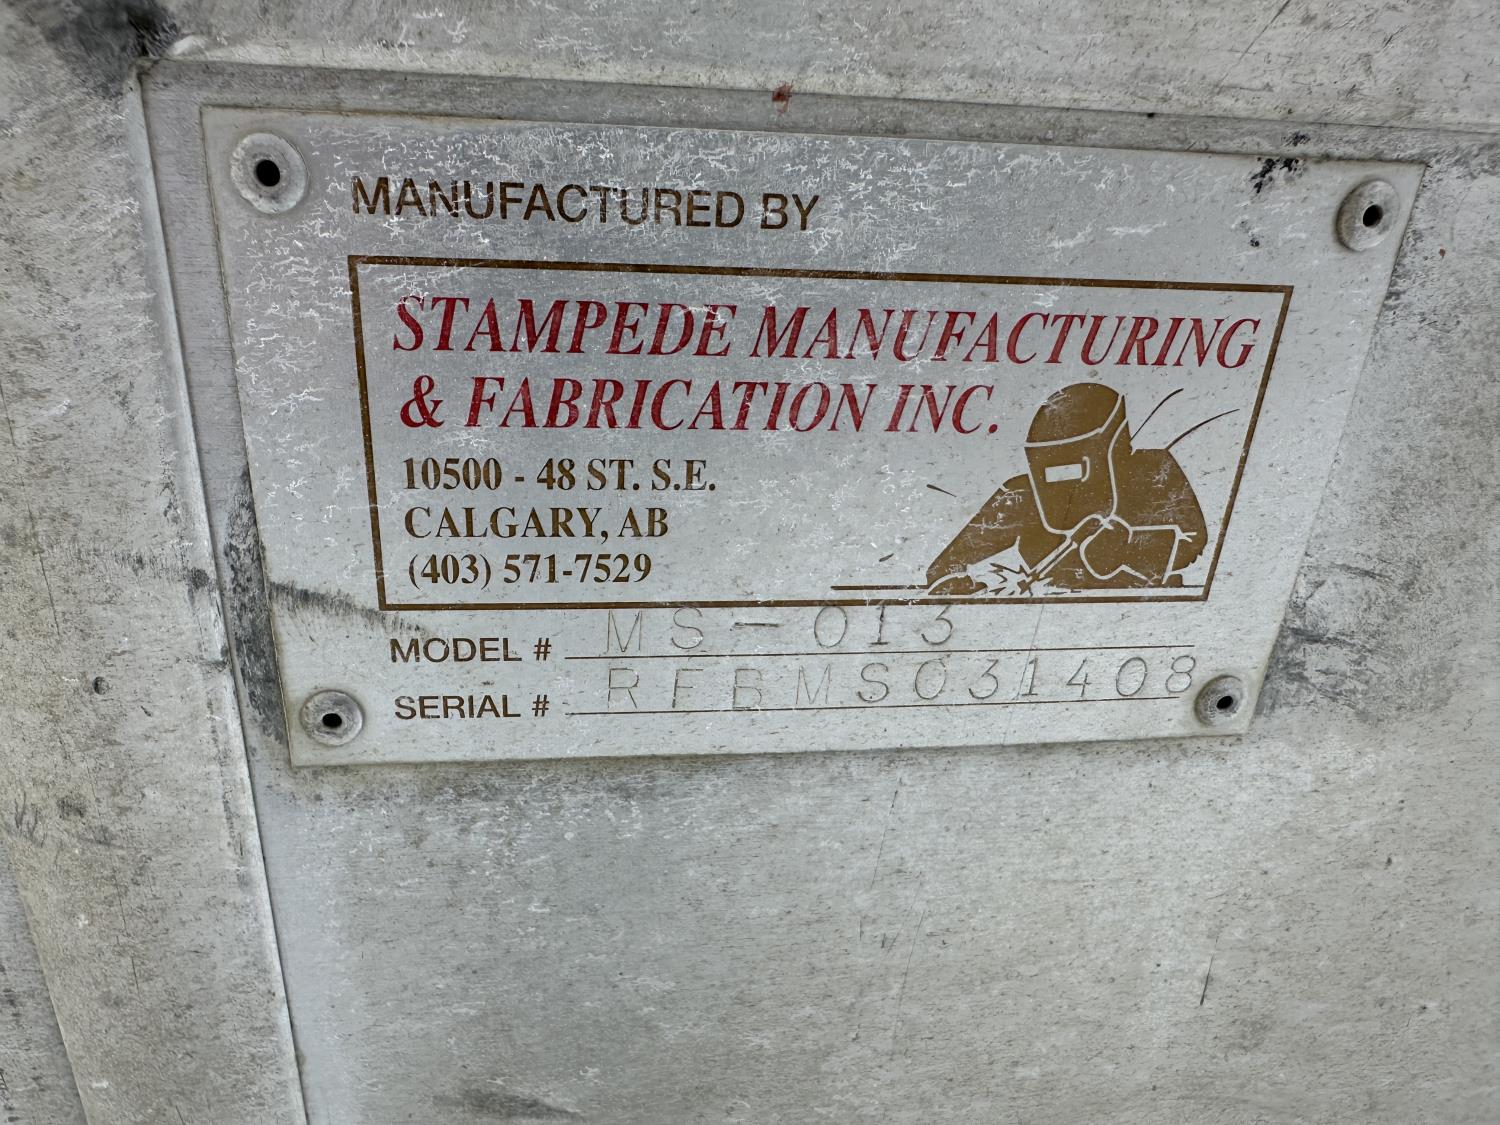 MANUFACTURED BY
STAMPEDE MANUFACTURING
& FABRICATION INC.
10500 - 48 ST. S.E.
CALGARY, AB
(403) 571-7529
MODEL # MS-013
SERIAL # RFBMS031408